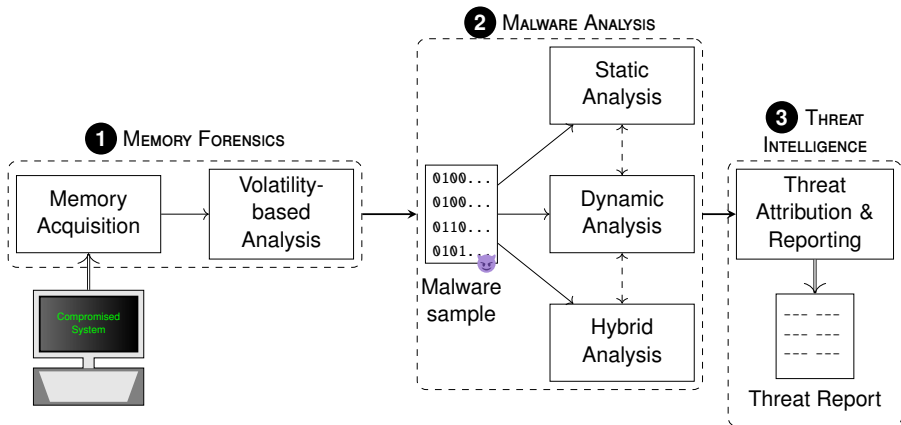 1 MEMORY FORENSICS
Memory
Acquisition
Volatility-
based
Analysis
Compromised
System
2 MALWARE ANALYSIS
0100...
0100...
0110...
0101...
Malware
sample
Static
Analysis
Dynamic
Analysis
Hybrid
Analysis
3 THREAT
INTELLIGENCE
Threat
Attribution &
Reporting
--- ---
--- ---
--- ---
Threat Report